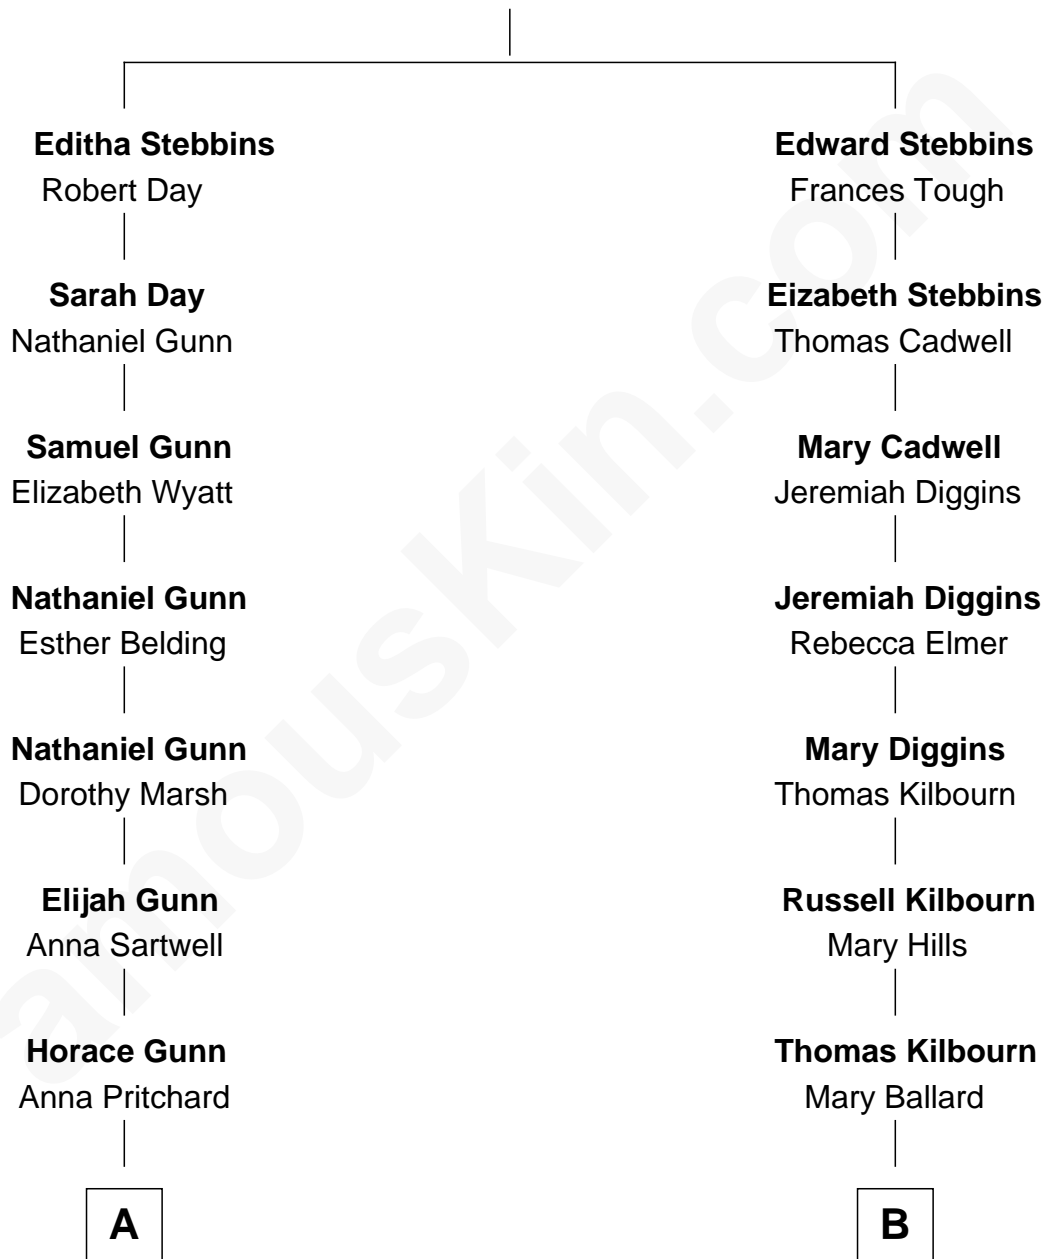 Editha Stebbins
Robert Day
Sarah Day
Nathaniel Gunn
Samuel Gunn
Elizabeth Wyatt
Nathaniel Gunn
Esther Belding
Nathaniel Gunn
Dorothy Marsh
Elijah Gunn
Anna Sartwell
Horace Gunn
Anna Pritchard
A
Edward Stebbins
Frances Tough
Eizabeth Stebbins
Thomas Cadwell
Mary Cadwell
Jeremiah Diggins
Jeremiah Diggins
Rebecca Elmer
Mary Diggins
Thomas Kilbourn
Russell Kilbourn
Mary Hills
Thomas Kilbourn
Mary Ballard
B
amouskin.com